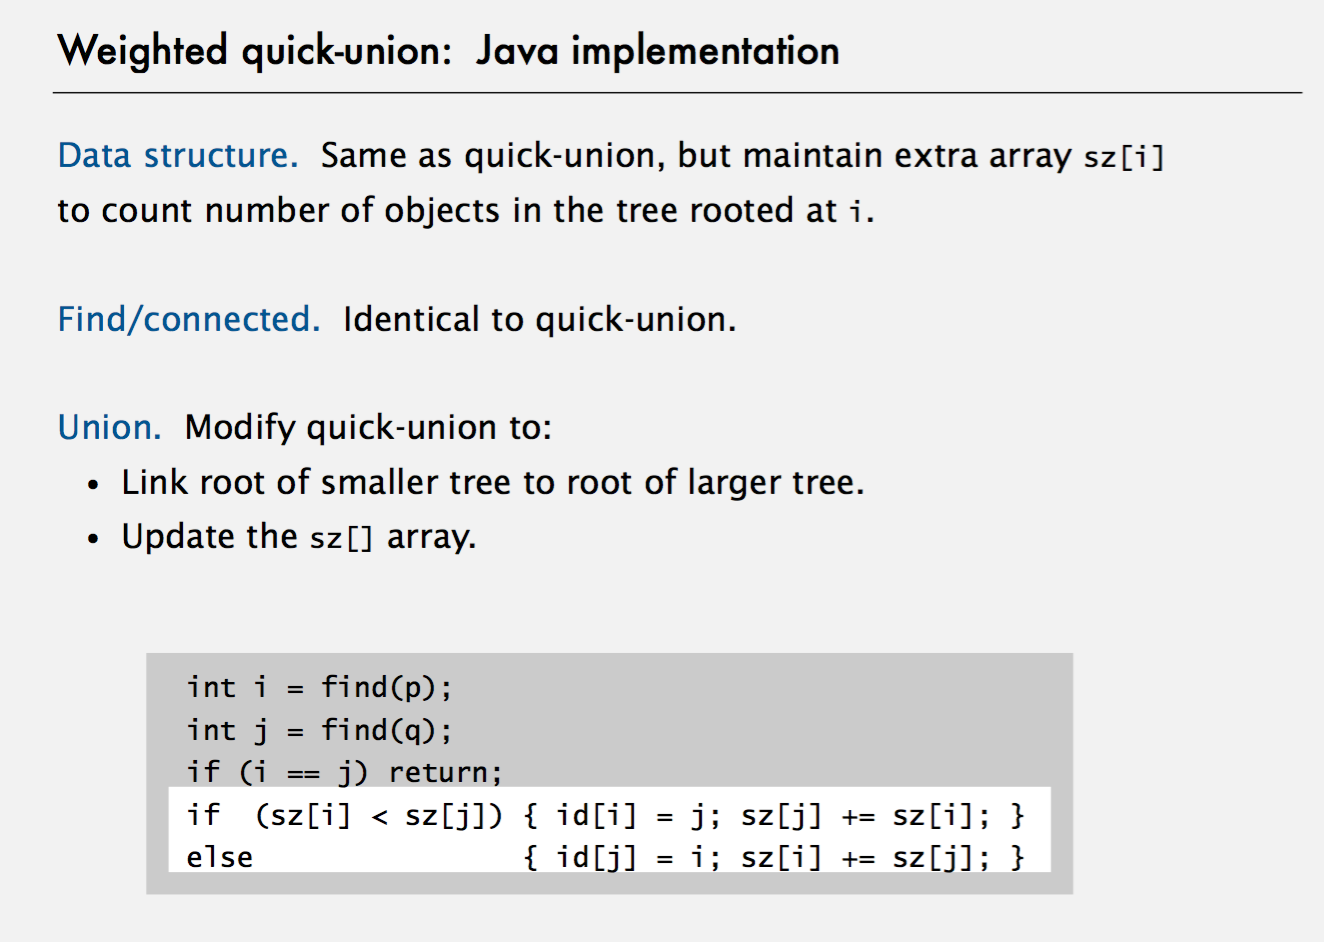 Weighted quick-union: Java implementation
Data structure. Same as quick-union, but maintain extra array sz[i]
to count number of objects in the tree rooted at i.
Find/connected. Identical to quick-union.
Union. Modify quick-union to:
• Link root of smaller tree to root of larger tree.
• Update the sz[] array.
int i = find(p);
int j = find(q);
if (i == j) return;
if  (sz[i] < sz[j]) { id[i] = j; sz[j] += sz[i]; }
else                { id[j] = i; sz[i] += sz[j]; }